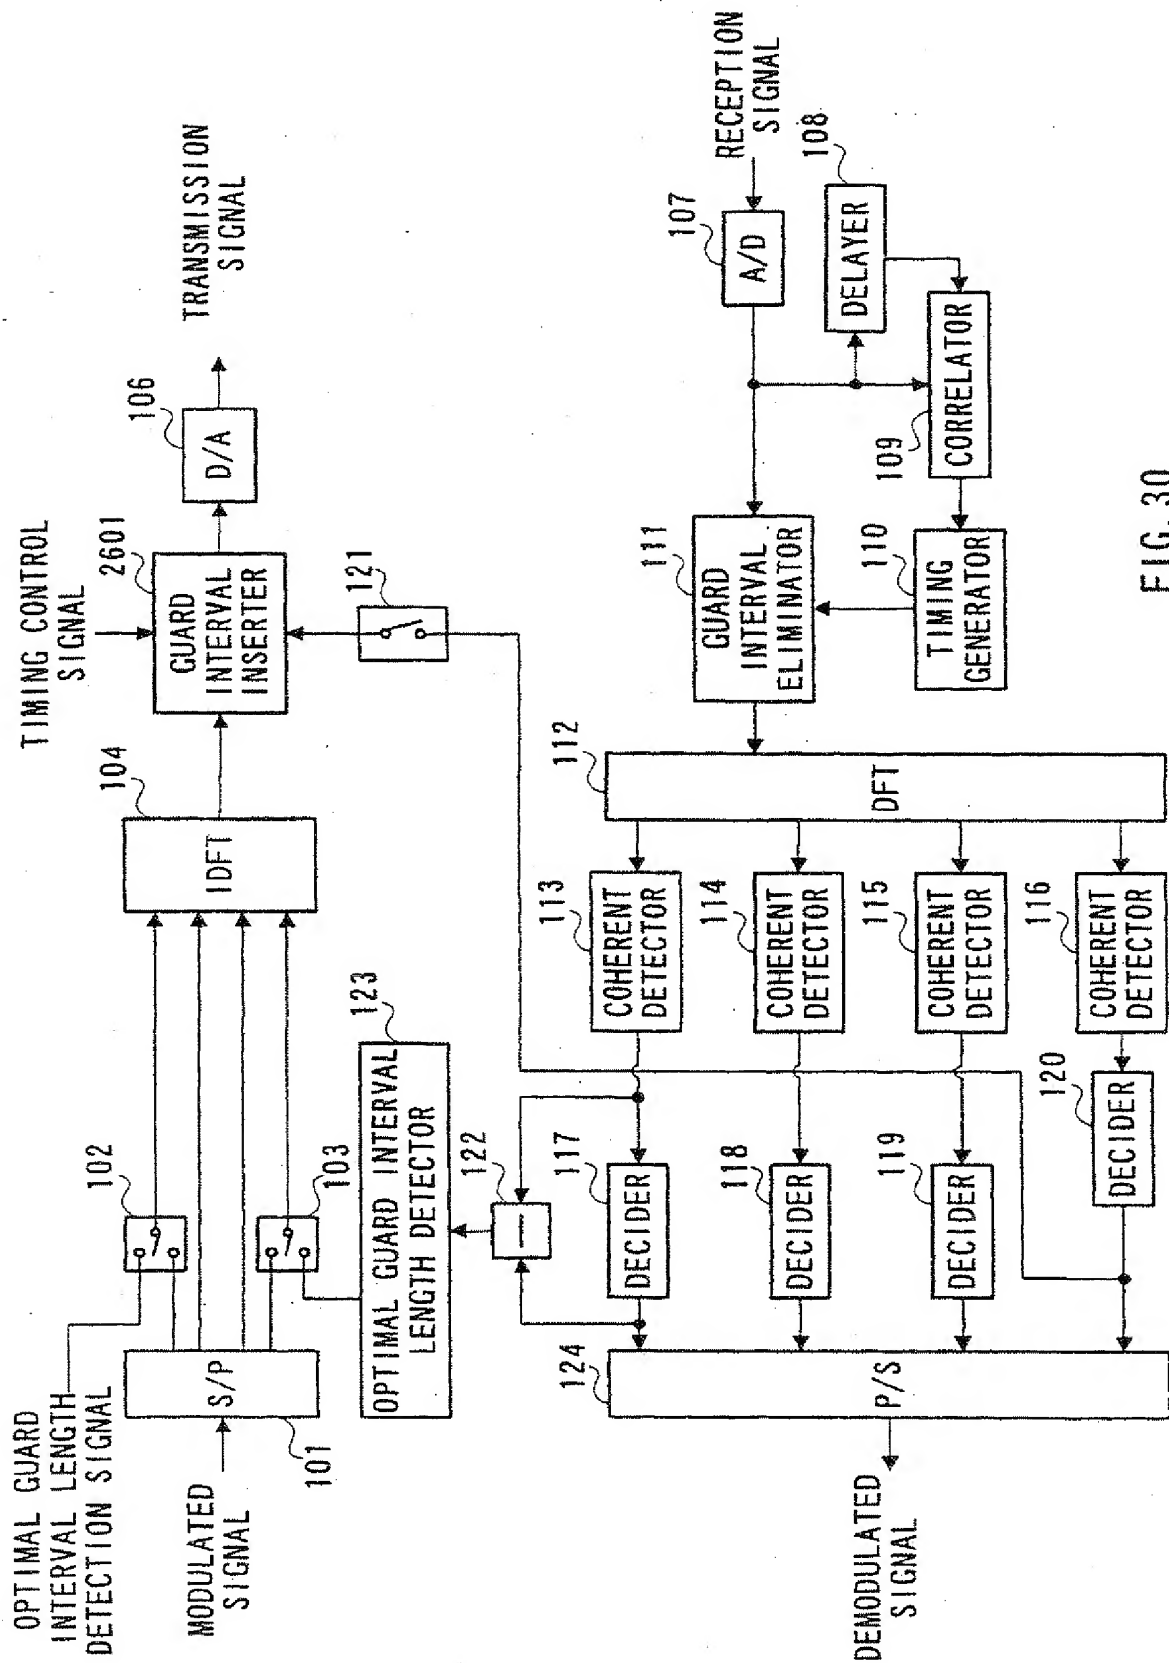 OPTIMAL GUARD
INTERVAL LENGTH
DETECTION SIGNAL
MODULATED
SIGNAL
101
S/P
102
103
104
IDFT
TIMING CONTROL
SIGNAL
2601
GUARD
INTERVAL
INSERTER
106
D/A
TRANSMISSION
SIGNAL
121
123
OPTIMAL GUARD INTERVAL
LENGTH DETECTOR
122
—
117
DECIDER
118
DECIDER
119
DECIDER
120
DECIDER
113
COHERENT
DETECTOR
114
COHERENT
DETECTOR
115
COHERENT
DETECTOR
116
COHERENT
DETECTOR
112
DFT
111
GUARD
INTERVAL
ELIMINATOR
110
TIMING
GENERATOR
109
CORRELATOR
108
DELAYER
107
A/D
RECEPTION
SIGNAL
124
P/S
DEMODULATED
SIGNAL
FIG. 30